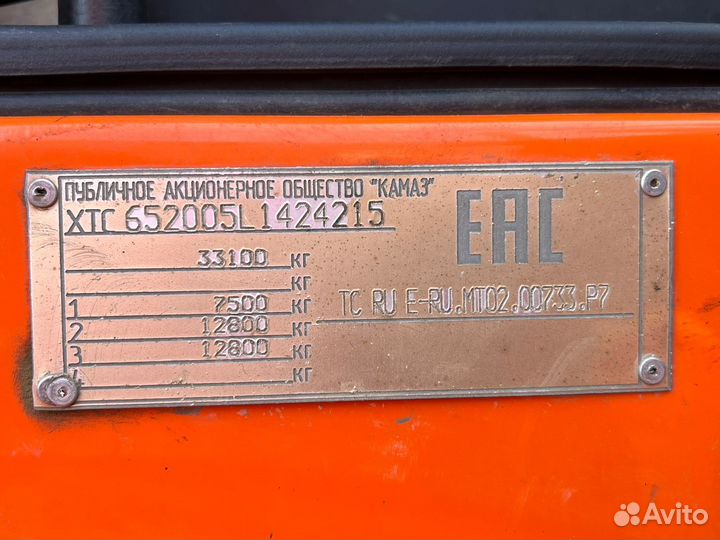 ПУБЛИЧНОЕ АКЦИОНЕРНОЕ ОБЩЕСТВО "КАМАЗ"
XTC 652005L1424215
EAC
33100 кг
кг
1 7500 кг
TC RU E-RU.MT02.00733.P7
2 12800 кг
3 12800 кг
4 кг
Avito